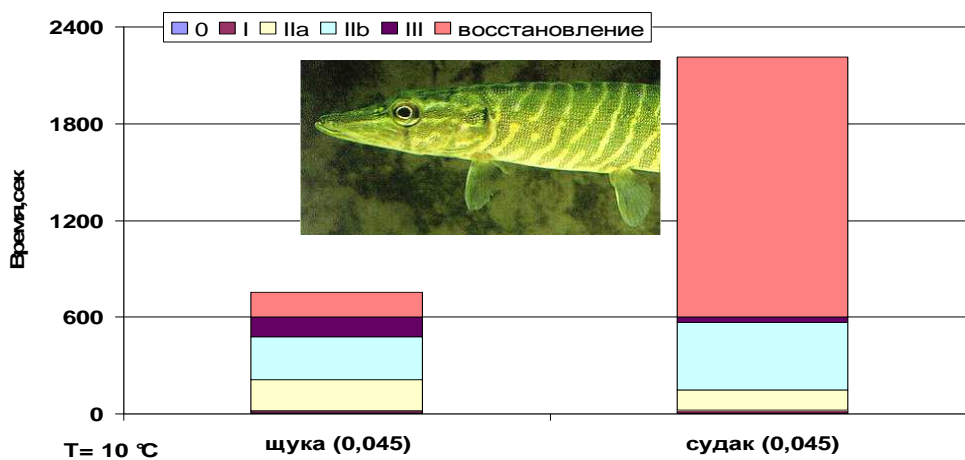 2400
0 I IIa IIb III восстановление
1800
1200
600
0
Время,сек
T= 10 °C
щука (0,045)
судак (0,045)